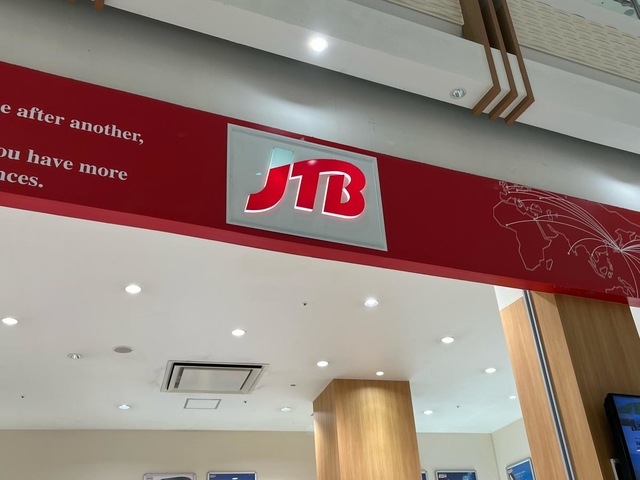 e after another,
ou have more
nces.
JTB